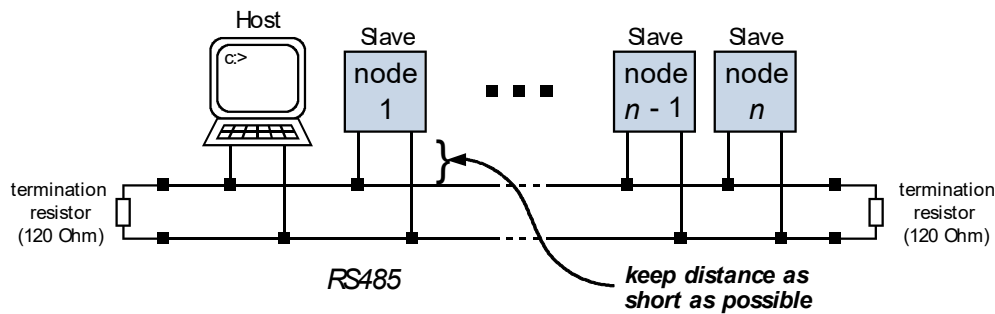 Host
c:>
Slave
node
1
Slave
node
n - 1
Slave
node
n
termination
resistor
(120 Ohm)
termination
resistor
(120 Ohm)
RS485
keep distance as
short as possible